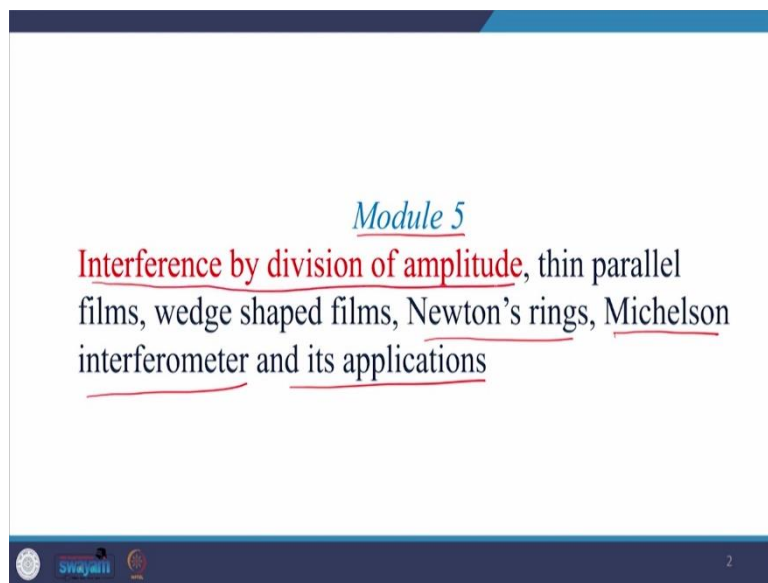 Module 5
Interference by division of amplitude, thin parallel
films, wedge shaped films, Newton's rings, Michelson
interferometer and its applications
swayam
2